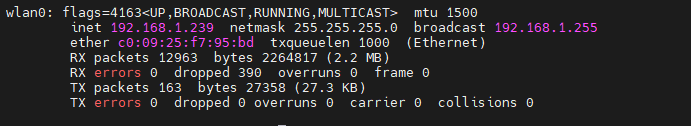 wlan0: flags=4163<UP,BROADCAST,RUNNING,MULTICAST>  mtu 1500
        inet 192.168.1.239  netmask 255.255.255.0  broadcast 192.168.1.255
        ether c0:09:25:f7:95:bd  txqueuelen 1000  (Ethernet)
        RX packets 12963  bytes 2264817 (2.2 MB)
        RX errors 0  dropped 390  overruns 0  frame 0
        TX packets 163  bytes 27358 (27.3 KB)
        TX errors 0  dropped 0 overruns 0  carrier 0  collisions 0